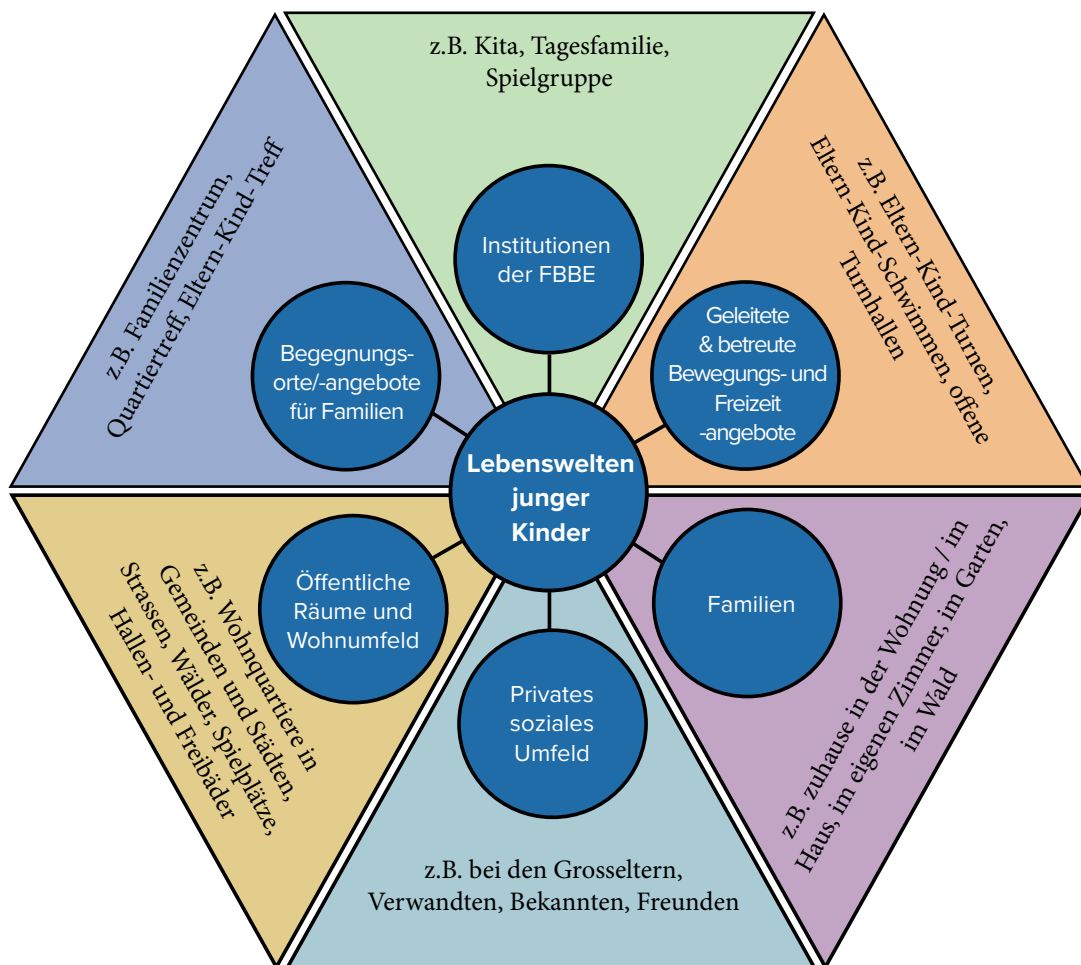 z.B. Kita, Tagesfamilie,
Spielgruppe
Institutionen
der FBBE
z.B. Eltern-Kind-Turnen,
Eltern-Kind-Schwimmen, offene
Turnhallen
Geleitete
& betreute
Bewegungs- und
Freizeit
-angebote
z.B. Familienzentrum,
Quartiertreff, Eltern-Kind-Treff
Begegnungs-
orte/-angebote
für Familien
Lebenswelten
junger
Kinder
z.B. Wohnquartiere in
Gemeinden und Städten,
Strassen, Wälder, Spielplätze,
Hallen- und Freibäder
Öffentliche
Räume und
Wohnumfeld
Familien
z.B. zuhause in der Wohnung / im
Haus, im eigenen Zimmer, im Garten,
im Wald
Privates
soziales
Umfeld
z.B. bei den Grosseltern,
Verwandten, Bekannten, Freunden